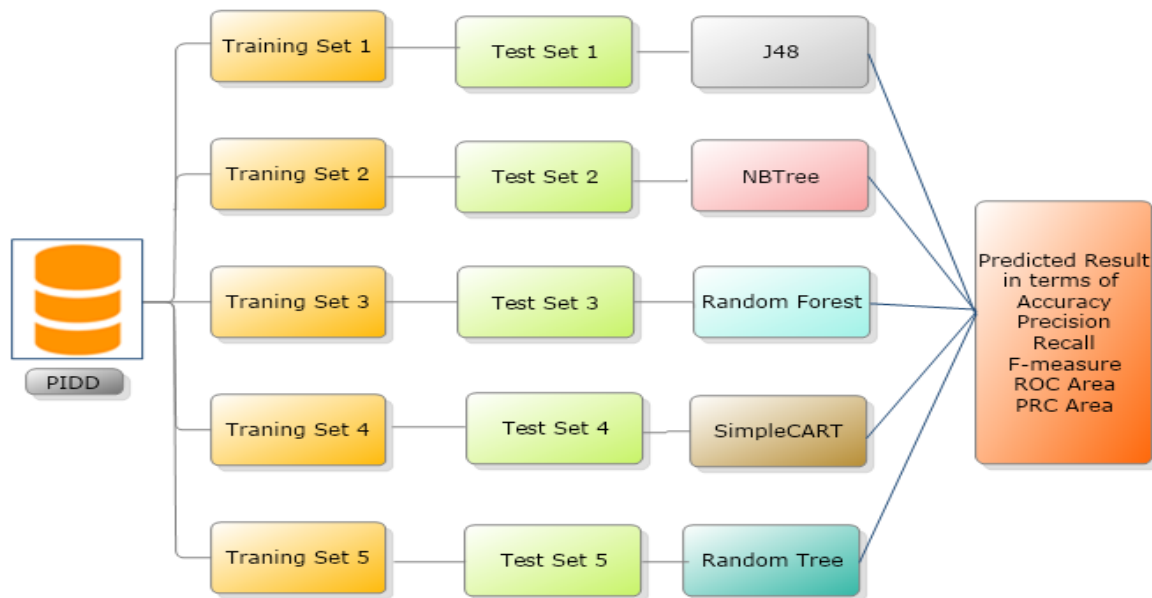 Training Set 1
Test Set 1
J48
Traning Set 2
Test Set 2
NBTree
Traning Set 3
Test Set 3
Random Forest
PIDD
Predicted Result
in terms of
Accuracy
Precision
Recall
F-measure
ROC Area
PRC Area
Traning Set 4
Test Set 4
SimpleCART
Traning Set 5
Test Set 5
Random Tree